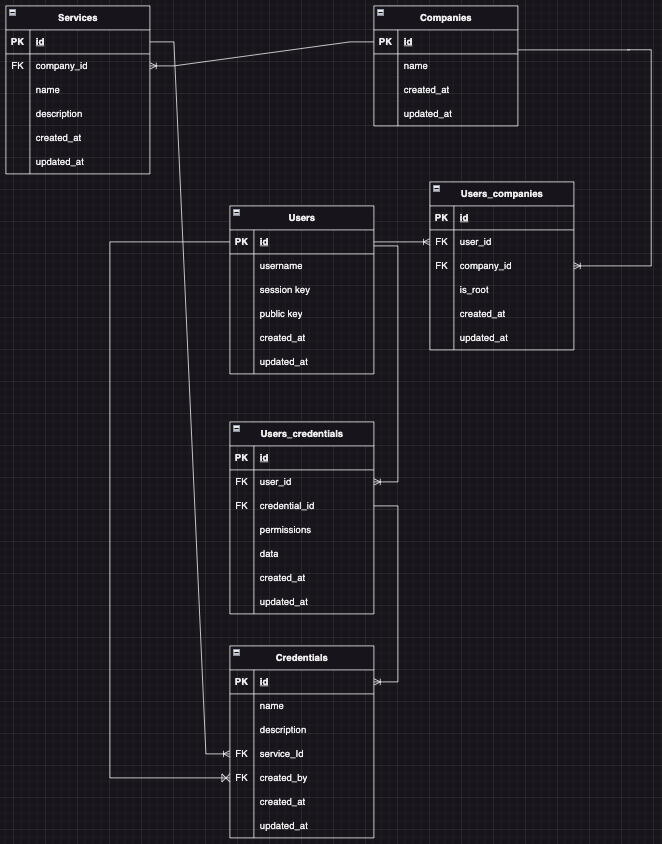 Services
PK id
FK company_id
name
description
created_at
updated_at
Companies
PK id
name
created_at
updated_at
Users_companies
PK id
FK user_id
FK company_id
is_root
created_at
updated_at
Users
PK id
username
session key
public key
created_at
updated_at
Users_credentials
PK id
FK user_id
FK credential_id
permissions
data
created_at
updated_at
Credentials
PK id
name
description
FK service_Id
FK created_by
created_at
updated_at